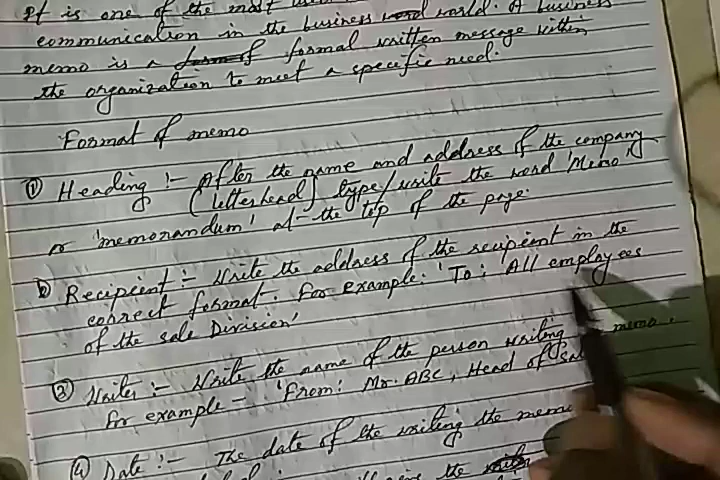 It is one of the most
communication in the business world. A business
memo is a formal written message within
the organization to meet a specific need.
Format of memo
① Heading :- After the name and address of the company
(letterhead) type/write the word 'Memo'
or 'memorandum' at the top of the page.
② Recipient :- Write the address of the recipient in the
correct format. For example: 'To: All employees
of the sale Division'
③ Writer :- Write the name of the person writing memo.
For example - 'From: Mr. ABC, Head of
④ Date :- The date of the writing the memo
the